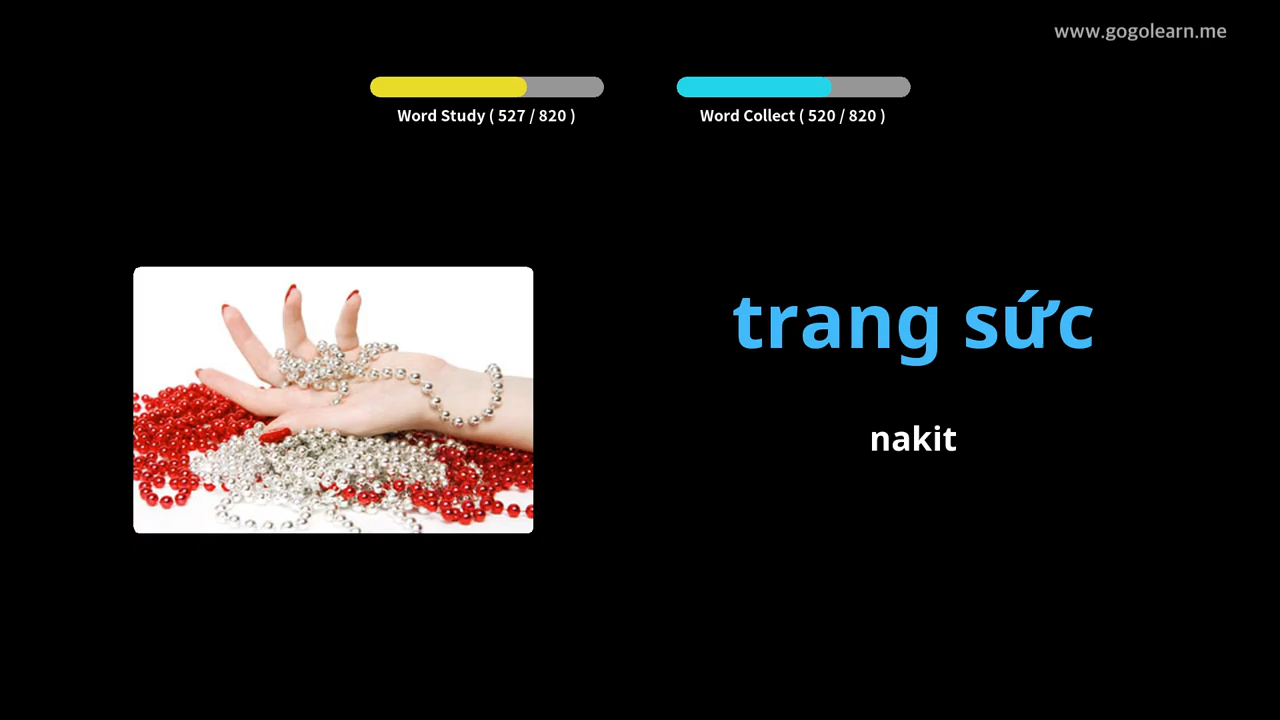 www.gogolearn.me
Word Study ( 527 / 820 )
Word Collect ( 520 / 820 )
trang sức
nakit